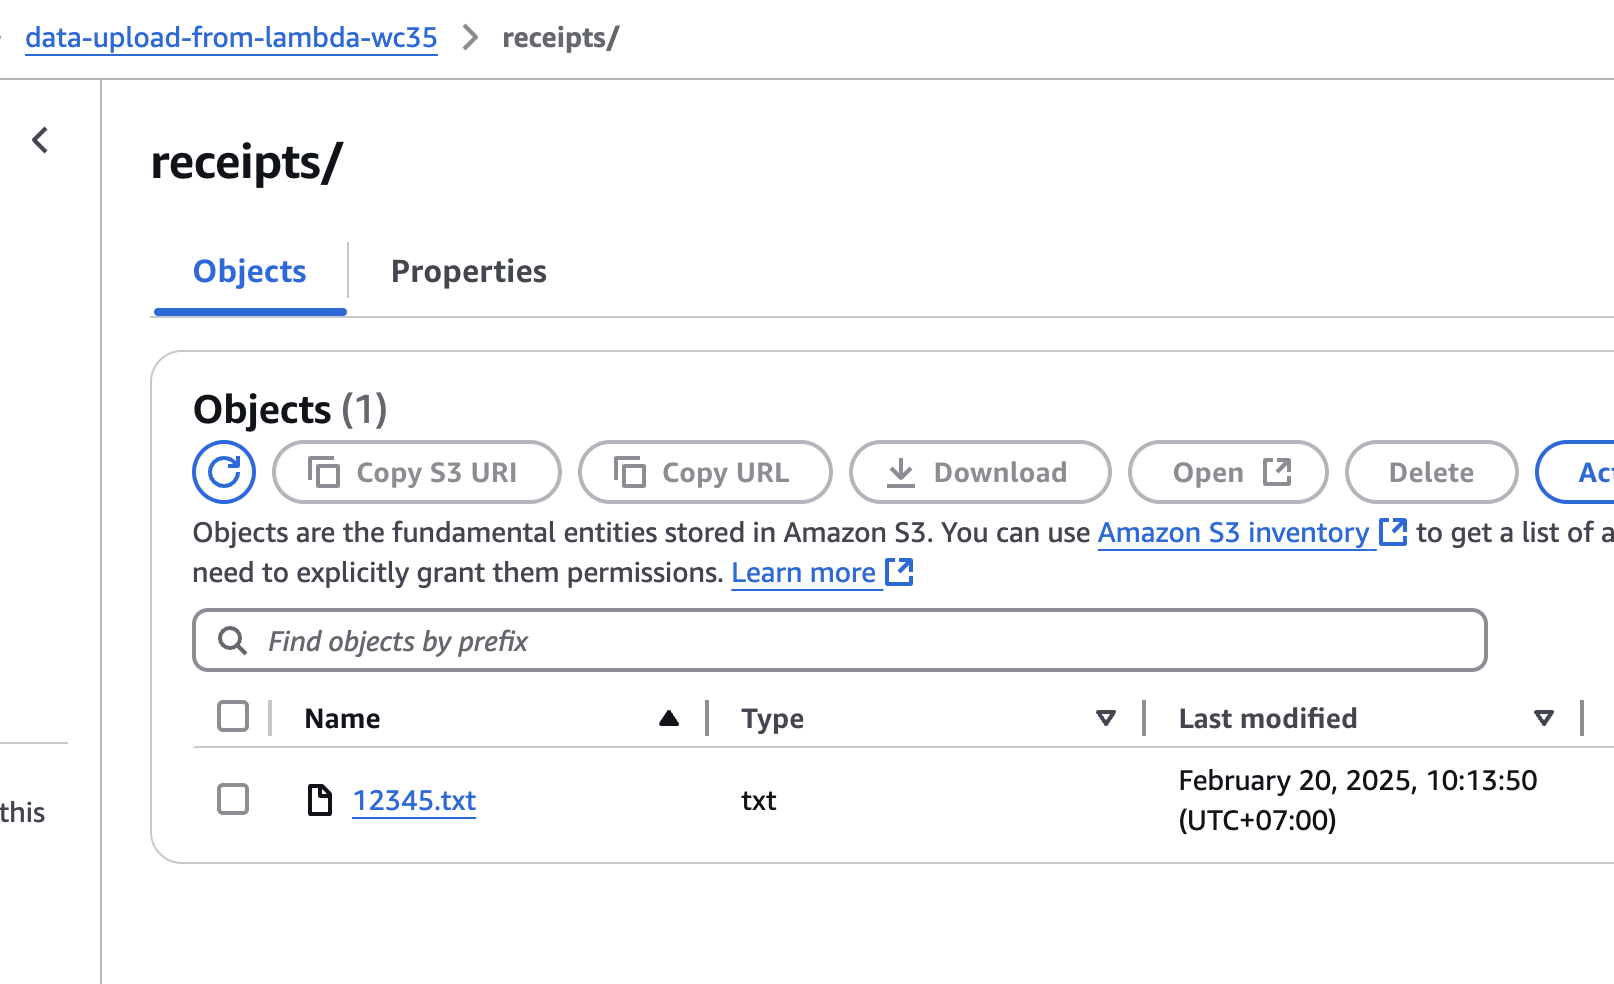 data-upload-from-lambda-wc35 > receipts/
receipts/
Objects Properties
Objects (1)
Copy S3 URI Copy URL Download Open Delete
Objects are the fundamental entities stored in Amazon S3. You can use Amazon S3 inventory to get a list of
need to explicitly grant them permissions. Learn more
Find objects by prefix
Name Type Last modified
12345.txt txt February 20, 2025, 10:13:50
(UTC+07:00)
this